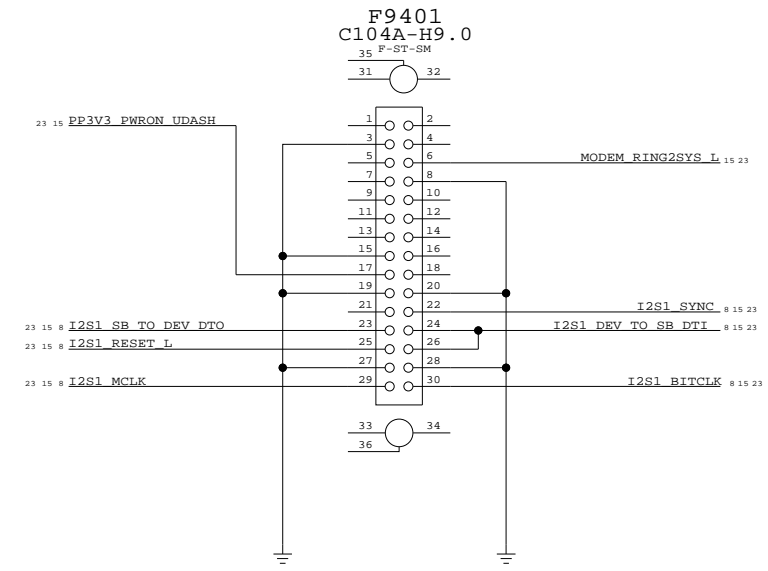 F9401
C104A-H9.0
F-ST-SM
35
31 32
23 15 PP3V3_PWRON_UDASH
1 2
3 4
5 6 MODEM_RING2SYS_L 15 23
7 8
9 10
11 12
13 14
15 16
17 18
19 20
21 22 I2S1_SYNC 8 15 23
23 15 8 I2S1_SB_TO_DEV_DTO 23 24 I2S1_DEV_TO_SB_DTI 8 15 23
23 15 8 I2S1_RESET_L 25 26
27 28
23 15 8 I2S1_MCLK 29 30 I2S1_BITCLK 8 15 23
33 34
36